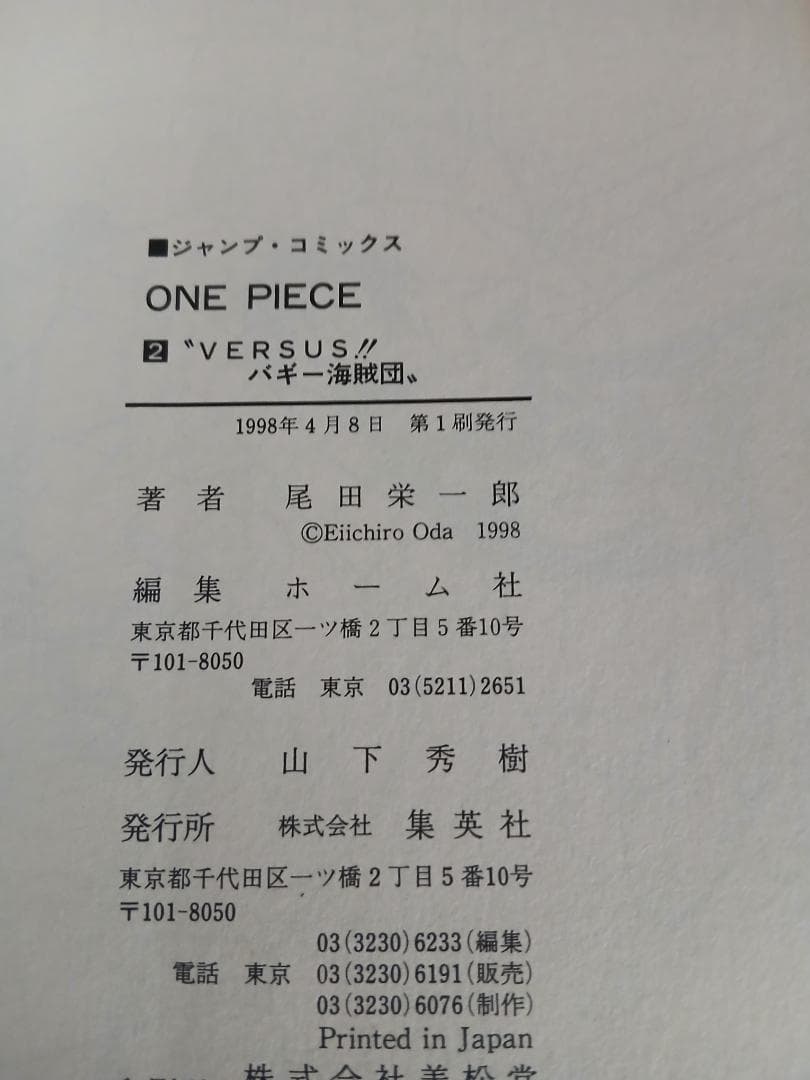 ■ジャンプ・コミックス
ONE PIECE
2 〝VERSUS!!
バギー海賊団〟
1998年4月8日 第1刷発行
著者 尾田栄一郎
©Eiichiro Oda 1998
編集 ホーム社
東京都千代田区一ツ橋2丁目5番10号
〒101-8050
電話 東京 03(5211)2651
発行人 山下秀樹
発行所 株式会社 集英社
東京都千代田区一ツ橋2丁目5番10号
〒101-8050
03(3230)6233(編集)
電話 東京 03(3230)6191(販売)
03(3230)6076(制作)
Printed in Japan
株式会社美松堂